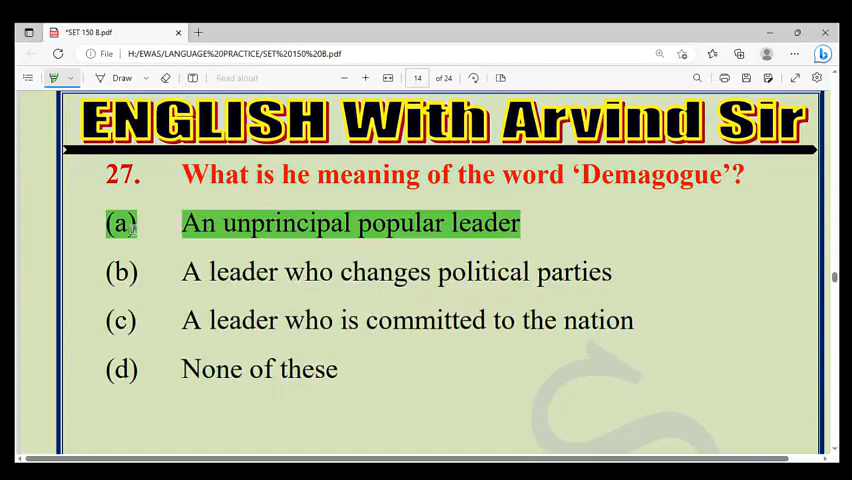 *SET 150 B.pdf
File
H:/EWAS/LANGUAGE%20PRACTICE/SET%20150%20B.pdf
Draw
Read aloud
14 of 24
ENGLISH With Arvind Sir
27. What is he meaning of the word ‘Demagogue’?
(a) An unprincipal popular leader
(b) A leader who changes political parties
(c) A leader who is committed to the nation
(d) None of these
S